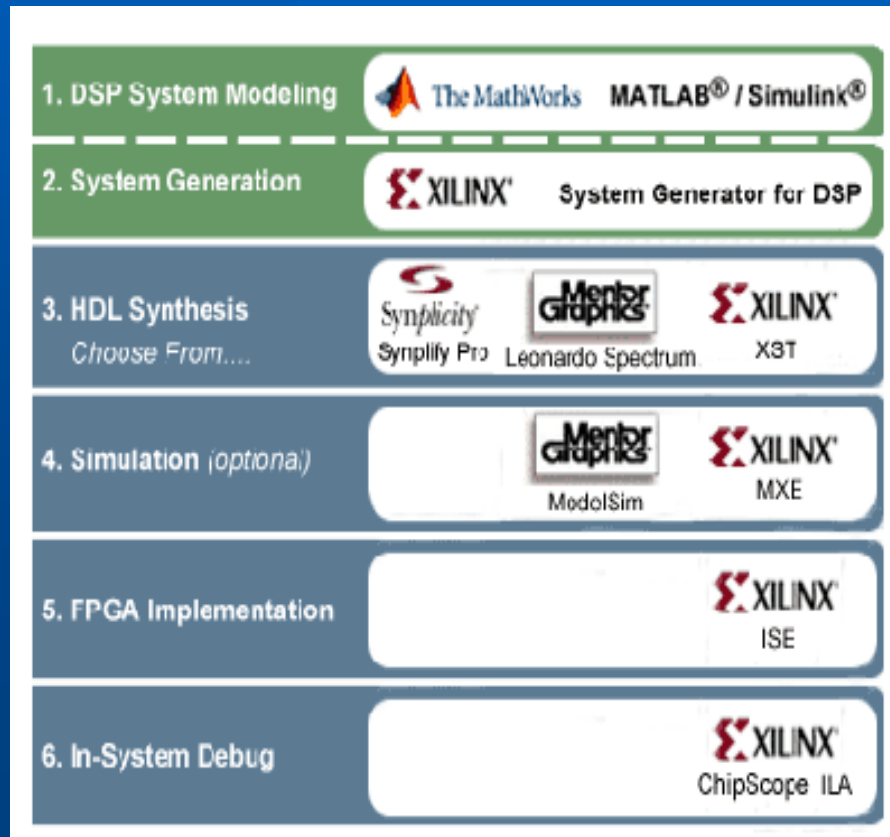 1. DSP System Modeling
The MathWorks MATLAB® / Simulink®
2. System Generation
XILINX® System Generator for DSP
3. HDL Synthesis
Choose From....
Synplicity®
Synplify Pro
Mentor Graphics®
Leonardo Spectrum
XILINX®
XST
4. Simulation (optional)
Mentor Graphics®
ModelSim
XILINX®
MXE
5. FPGA Implementation
XILINX®
ISE
6. In-System Debug
XILINX®
ChipScope ILA